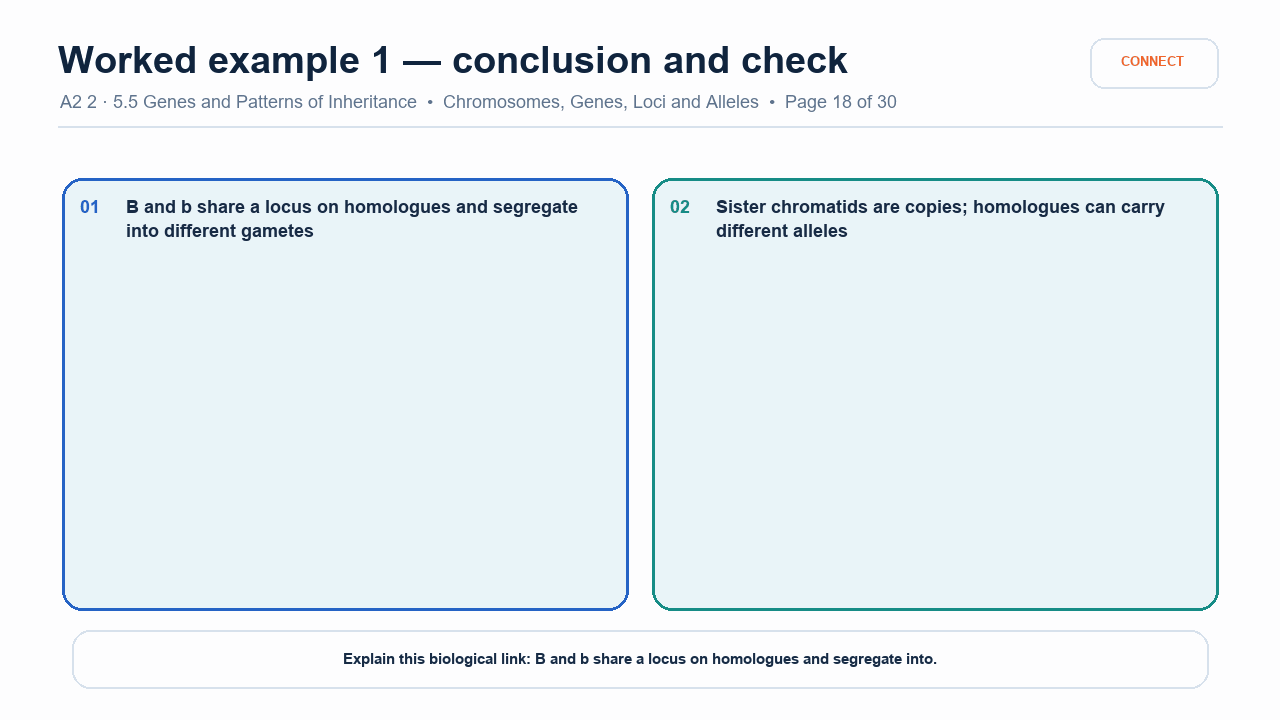 Worked example 1 — conclusion and check
CONNECT
A2 2 · 5.5 Genes and Patterns of Inheritance • Chromosomes, Genes, Loci and Alleles • Page 18 of 30
01 B and b share a locus on homologues and segregate
into different gametes
02 Sister chromatids are copies; homologues can carry
different alleles
Explain this biological link: B and b share a locus on homologues and segregate into.